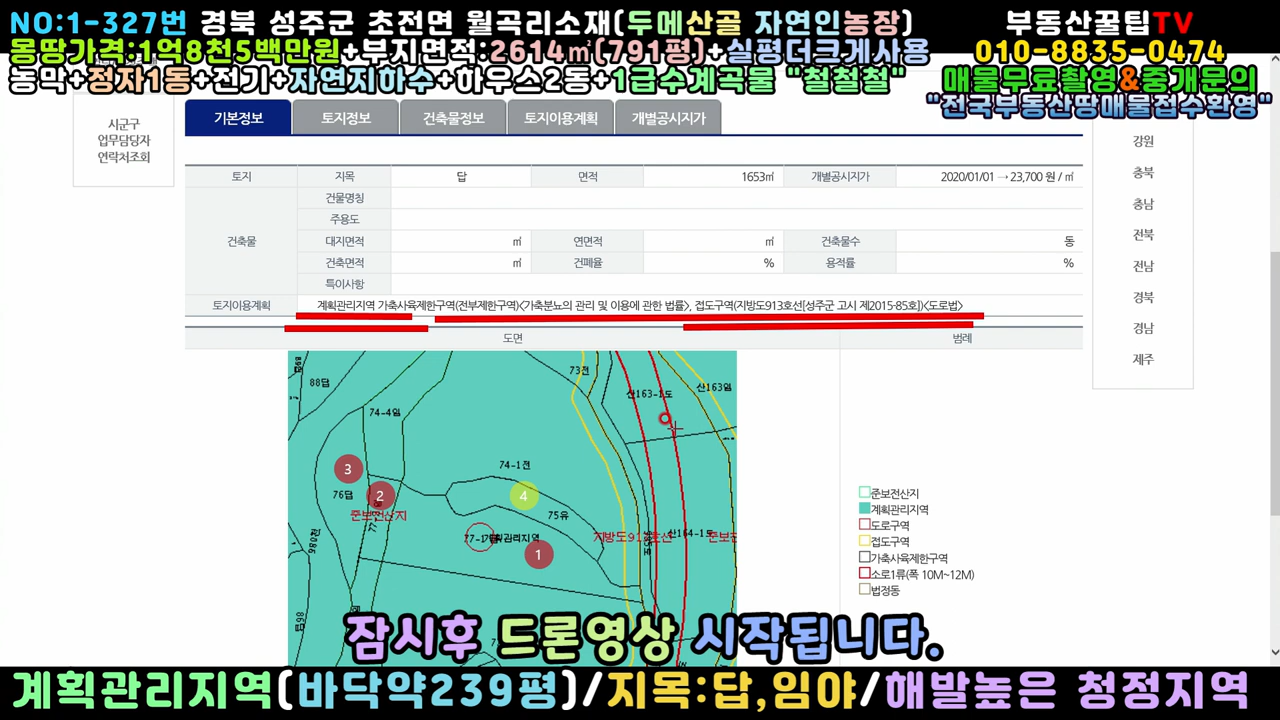 NO:1-327번 경북 성주군 초전면 월곡리소재(두메산골 자연인농장)
부동산꿀팁TV
몽땅가격:1억8천5백만원+부지면적:2614㎡(791평)+실평더크게사용
010-8835-0474
농막+정자1동+전기+자연지하수+하우스2동+1급수계곡물 "철철철"
매물무료촬영&중개문의
"전국부동산땅매물접수환영"
시군구
업무담당자
연락처조회
기본정보 토지정보 건축물정보 토지이용계획 개별공시지가
토지 지목 답 면적 1653㎡ 개별공시지가 2020/01/01 → 23,700 원 / ㎡
건축물
건물명칭
주용도
대지면적 ㎡ 연면적 ㎡ 건축물수 동
건축면적 ㎡ 건폐율 % 용적률 %
특이사항
토지이용계획 계획관리지역 가축사육제한구역(전부제한구역)<가축분뇨의 관리 및 이용에 관한 법률>, 접도구역(지방도913호선[성주군 고시 제2015-85호])<도로법>
도면 범례
강원
충북
충남
전북
전남
경북
경남
제주
88답
73전
산163-1도
산163임
74-4임
74-1전
3
76답
2
4
준보전산지
75유
계획관리지역
1
지방도913호선
산164-1도
준보전산지
계획관리지역
도로구역
접도구역
가축사육제한구역
소로1류(폭 10M~12M)
법정동
잠시후 드론영상 시작됩니다.
계획관리지역(바닥약239평)/지목:답,임야/해발높은 청정지역